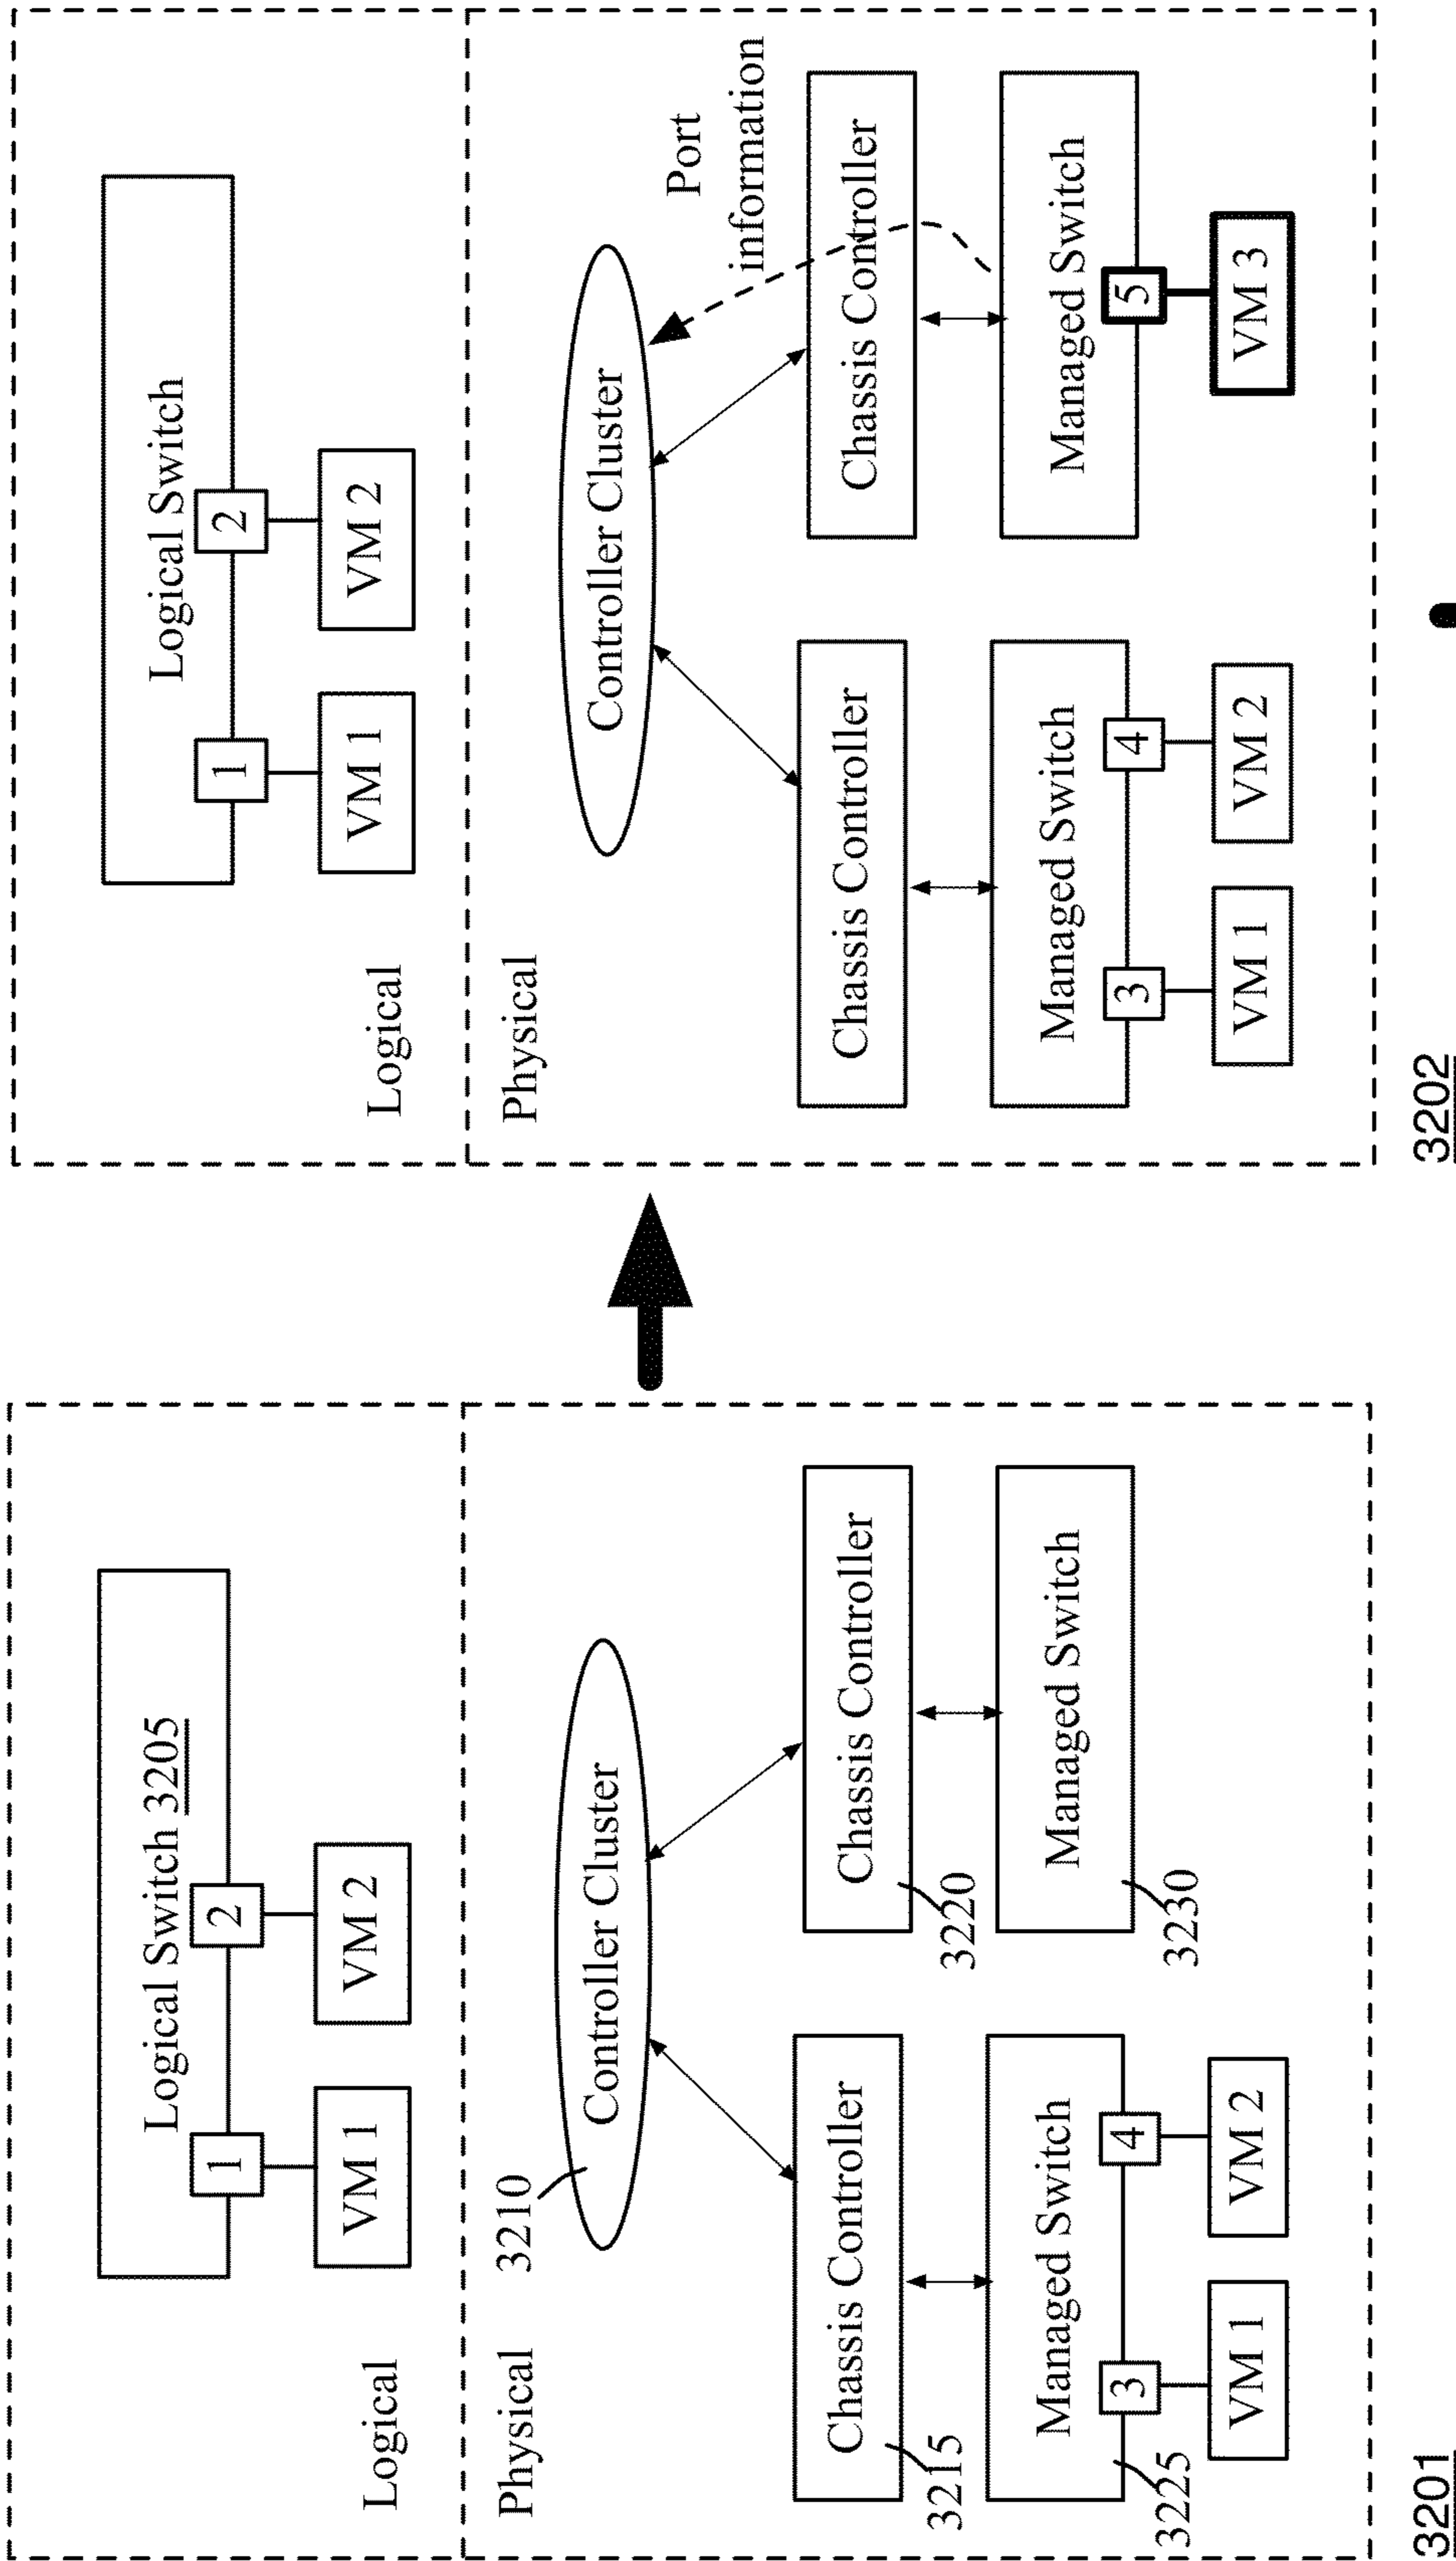 Logical Switch 3205
1
2
VM 1
VM 2
Logical
Physical
3210
Controller Cluster
Chassis Controller
Chassis Controller
3215
3220
Managed Switch
Managed Switch
3
4
3225
3230
VM 1
VM 2
3201
Logical Switch
1
2
VM 1
VM 2
Logical
Physical
Port
information
Controller Cluster
Chassis Controller
Chassis Controller
Managed Switch
Managed Switch
3
4
5
VM 1
VM 2
VM 3
3202